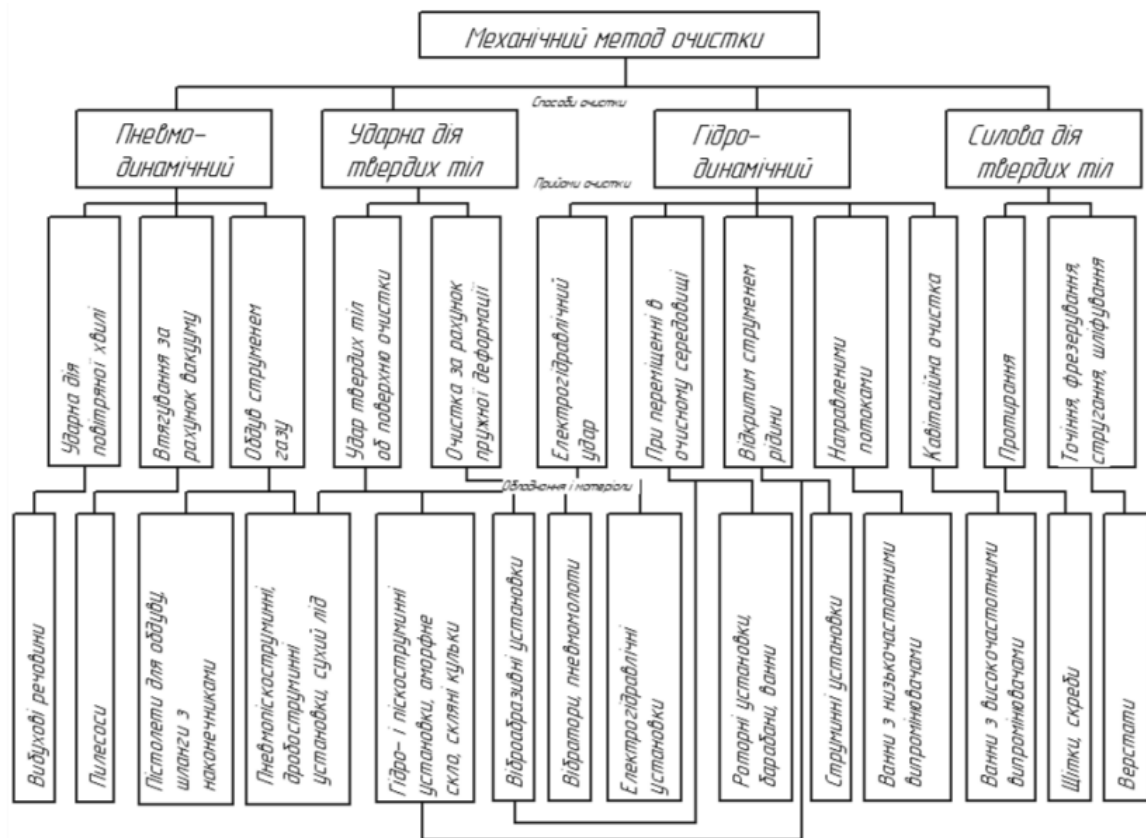 Механічний метод очистки
Способи очистки
Пневмо-
динамічний
Ударна дія
твердих тіл
Гідро-
динамічний
Силова дія
твердих тіл
Прийоми очистки
Ударна дія
повітряної хвилі
Втягування за
рахунок вакууму
Обдув струменем
газу
Удар твердих тіл
об поверхню очистки
Очистка за рахунок
пружної деформації
Електрогідравлічний
удар
При переміщенні в
очисному середовищі
Відкритим струменем
рідини
Направленими
потоками
Кавітаційна очистка
Протирання
Точіння, фрезерування,
стругання, шліфування
Обладнання і матеріали
Вибухові речовини
Пилесоси
Пістолети для обдуву,
шланги з
наконечниками
Пневмопіскоструминні,
дробоструминні
установки, сухий лід
Гідро- і піскоструминні
установки, аморфне
скло, скляні кульки
Віброабразивні установки
Вібратори, пневмомолоти
Електрогідравлічні
установки
Роторні установки,
барабани, ванни
Струминні установки
Ванни з низькочастотними
випромінювачами
Ванни з високочастотними
випромінювачами
Щітки, скреби
Верстати